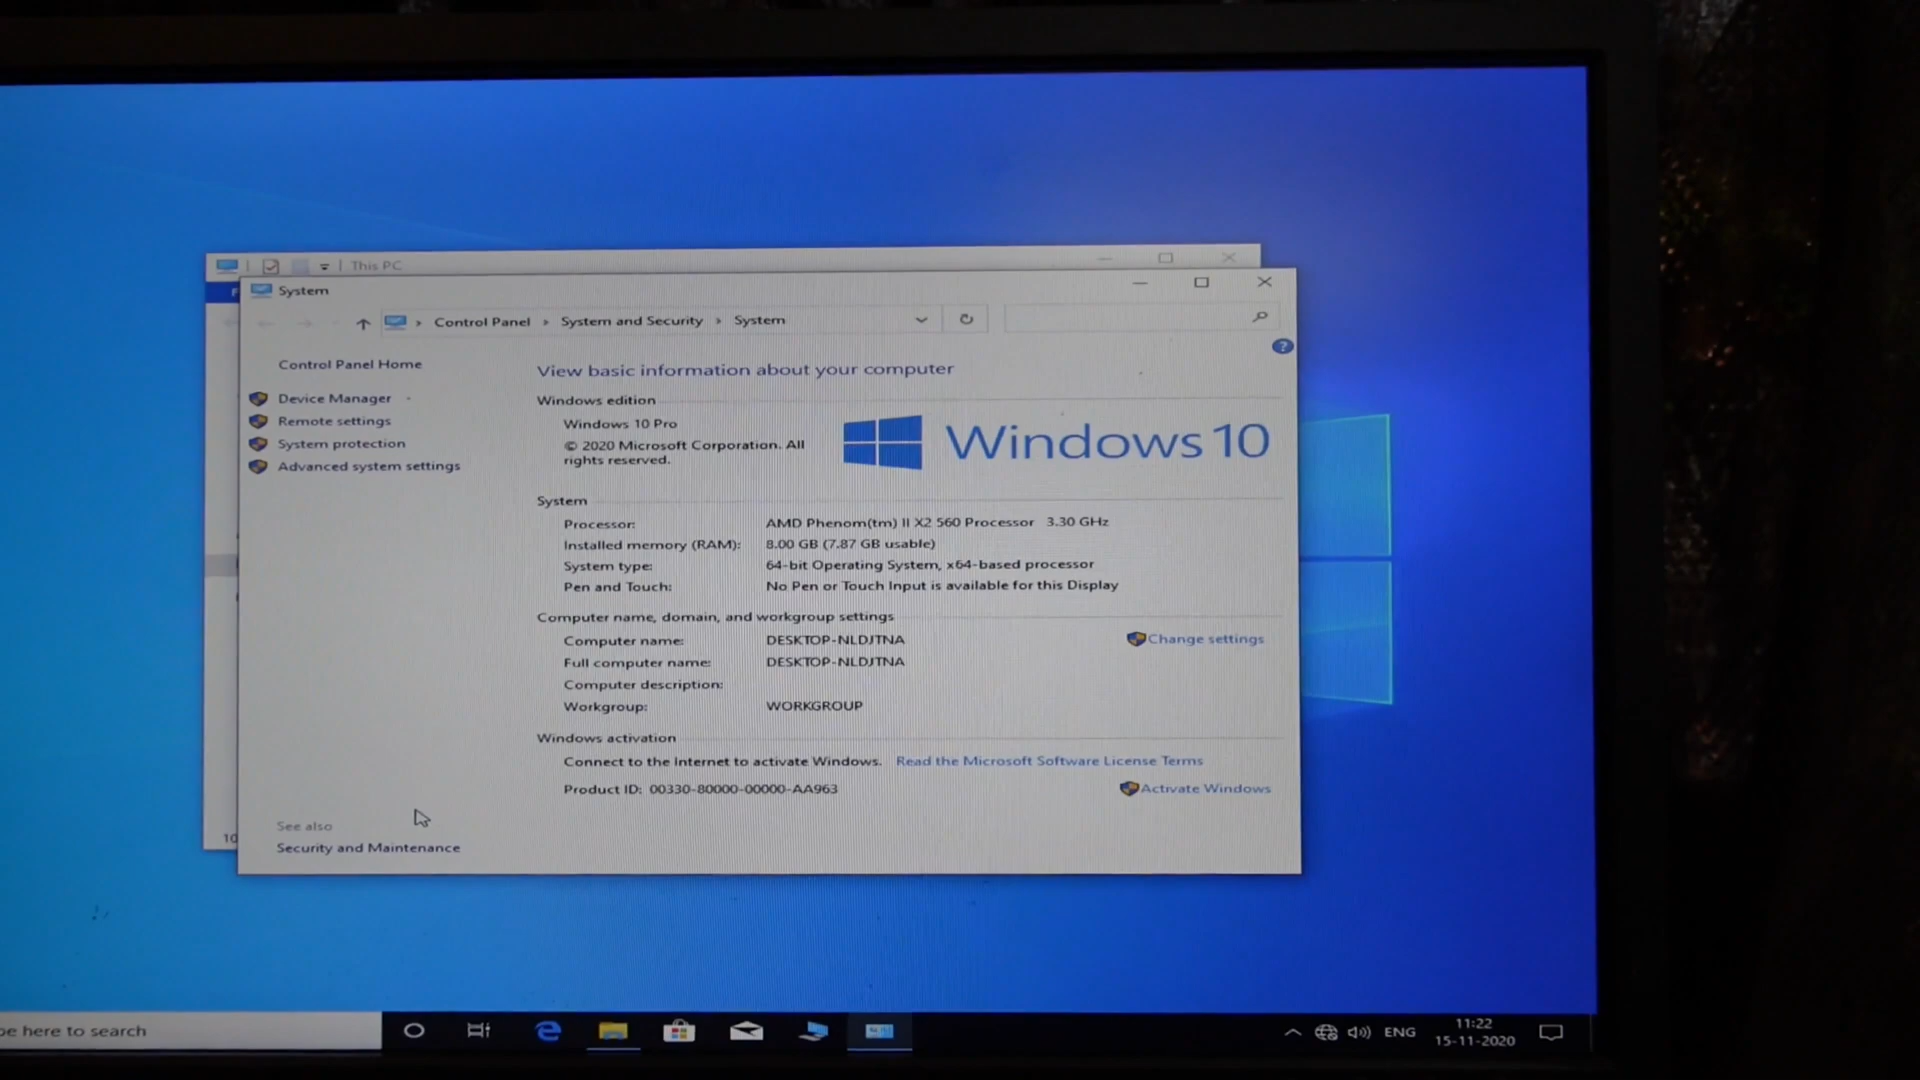 This PC
System
Control Panel > System and Security > System
Control Panel Home
Device Manager
Remote settings
System protection
Advanced system settings
View basic information about your computer
Windows edition
Windows 10 Pro
© 2020 Microsoft Corporation. All
rights reserved.
Windows 10
System
Processor: AMD Phenom(tm) II X2 560 Processor 3.30 GHz
Installed memory (RAM): 8.00 GB (7.87 GB usable)
System type: 64-bit Operating System, x64-based processor
Pen and Touch: No Pen or Touch Input is available for this Display
Computer name, domain, and workgroup settings
Computer name: DESKTOP-NLDJTNA
Change settings
Full computer name: DESKTOP-NLDJTNA
Computer description:
Workgroup: WORKGROUP
Windows activation
Connect to the Internet to activate Windows. Read the Microsoft Software License Terms
Product ID: 00330-80000-00000-AA963
Activate Windows
See also
Security and Maintenance
10
pe here to search
ENG
11:22
15-11-2020